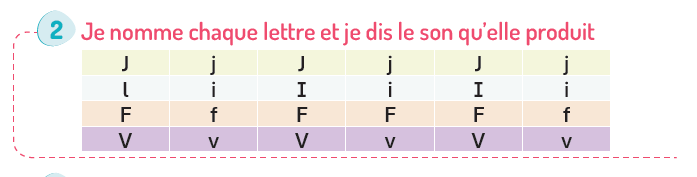 2 Je nomme chaque lettre et je dis le son qu'elle produit
J j J j J j
l i I i I i
F f F F F f
V v V v V v